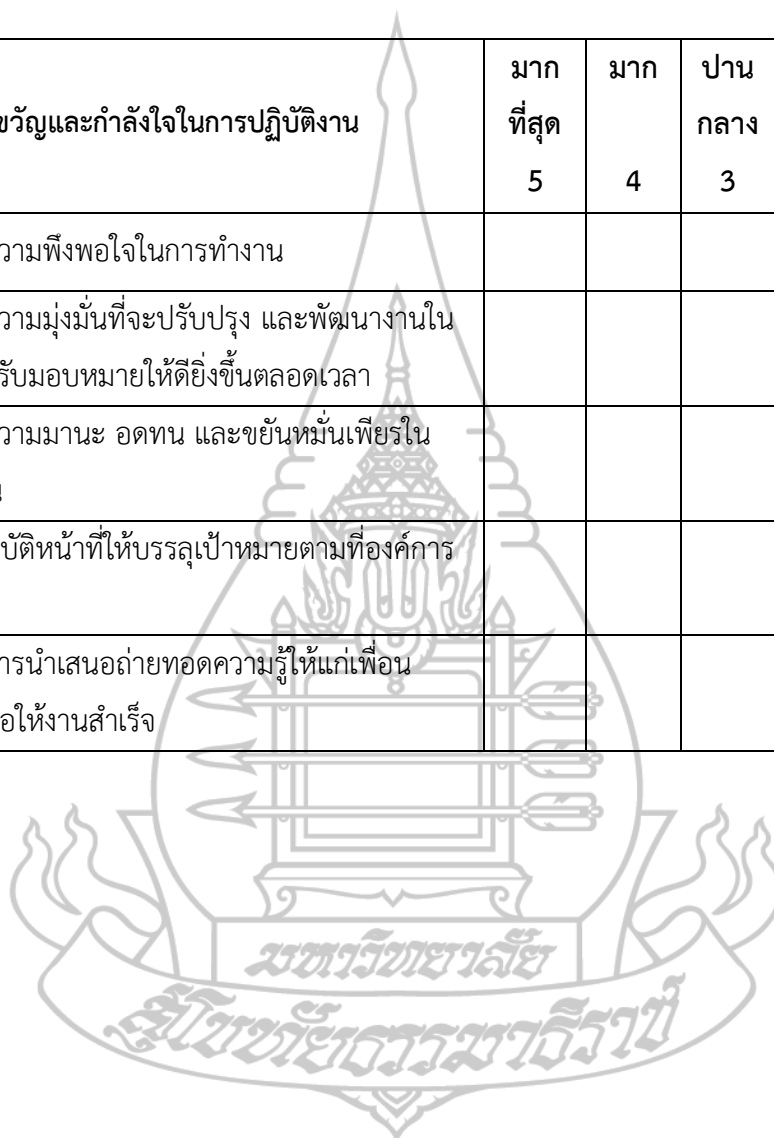 มาก มาก ปาน
ขวัญและกำลังใจในการปฏิบัติงาน ที่สุด กลาง
5 4 3
วามพึงพอใจในการทำงาน
วามมุ่งมั่นที่จะปรับปรุง และพัฒนางานใน
รับมอบหมายให้ดียิ่งขึ้นตลอดเวลา
วามมานะ อดทน และขยันหมั่นเพียรใน
น
บัติหน้าที่ให้บรรลุเป้าหมายตามที่องค์การ
ารนำเสนอถ่ายทอดความรู้ให้แก่เพื่อน
อให้งานสำเร็จ
มหาวิทยาลัย
สุโขทัยธรรมาธิราช